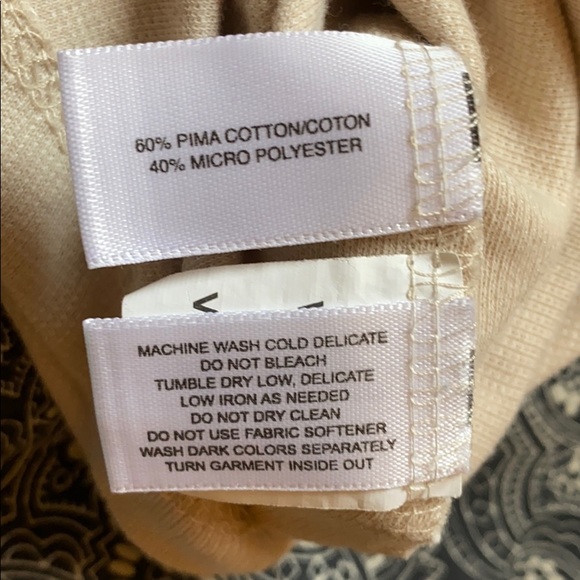 60% PIMA COTTON/COTON
40% MICRO POLYESTER
MACHINE WASH COLD DELICATE
DO NOT BLEACH
TUMBLE DRY LOW, DELICATE
LOW IRON AS NEEDED
DO NOT DRY CLEAN
DO NOT USE FABRIC SOFTENER
WASH DARK COLORS SEPARATELY
TURN GARMENT INSIDE OUT